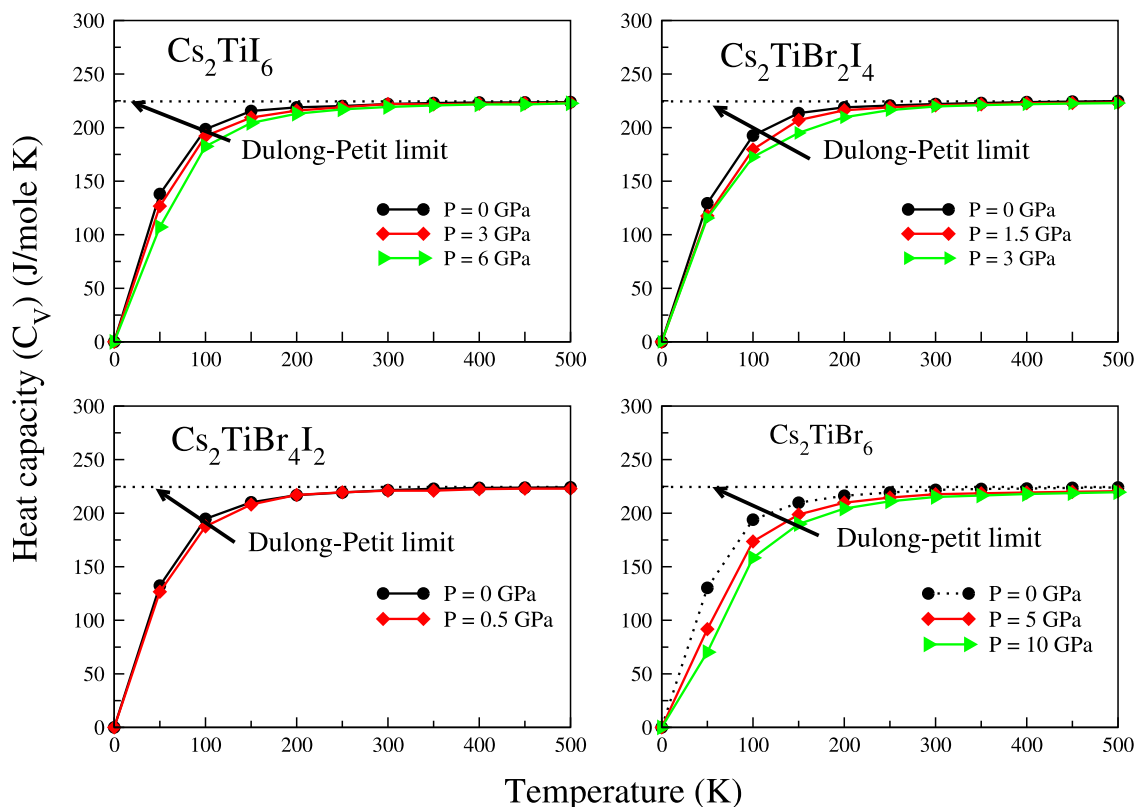 Heat capacity (C_V) (J/mole K)
300
250
200
150
100
50
0
Cs₂TiI₆
Dulong-Petit limit
P = 0 GPa
P = 3 GPa
P = 6 GPa
0 100 200 300 400 500
300
250
200
150
100
50
0
Cs₂TiBr₂I₄
Dulong-Petit limit
P = 0 GPa
P = 1.5 GPa
P = 3 GPa
0 100 200 300 400 500
300
250
200
150
100
50
0
Cs₂TiBr₄I₂
Dulong-Petit limit
P = 0 GPa
P = 0.5 GPa
0 100 200 300 400 500
300
250
200
150
100
50
0
Cs₂TiBr₆
Dulong-petit limit
P = 0 GPa
P = 5 GPa
P = 10 GPa
0 100 200 300 400 500
Temperature (K)